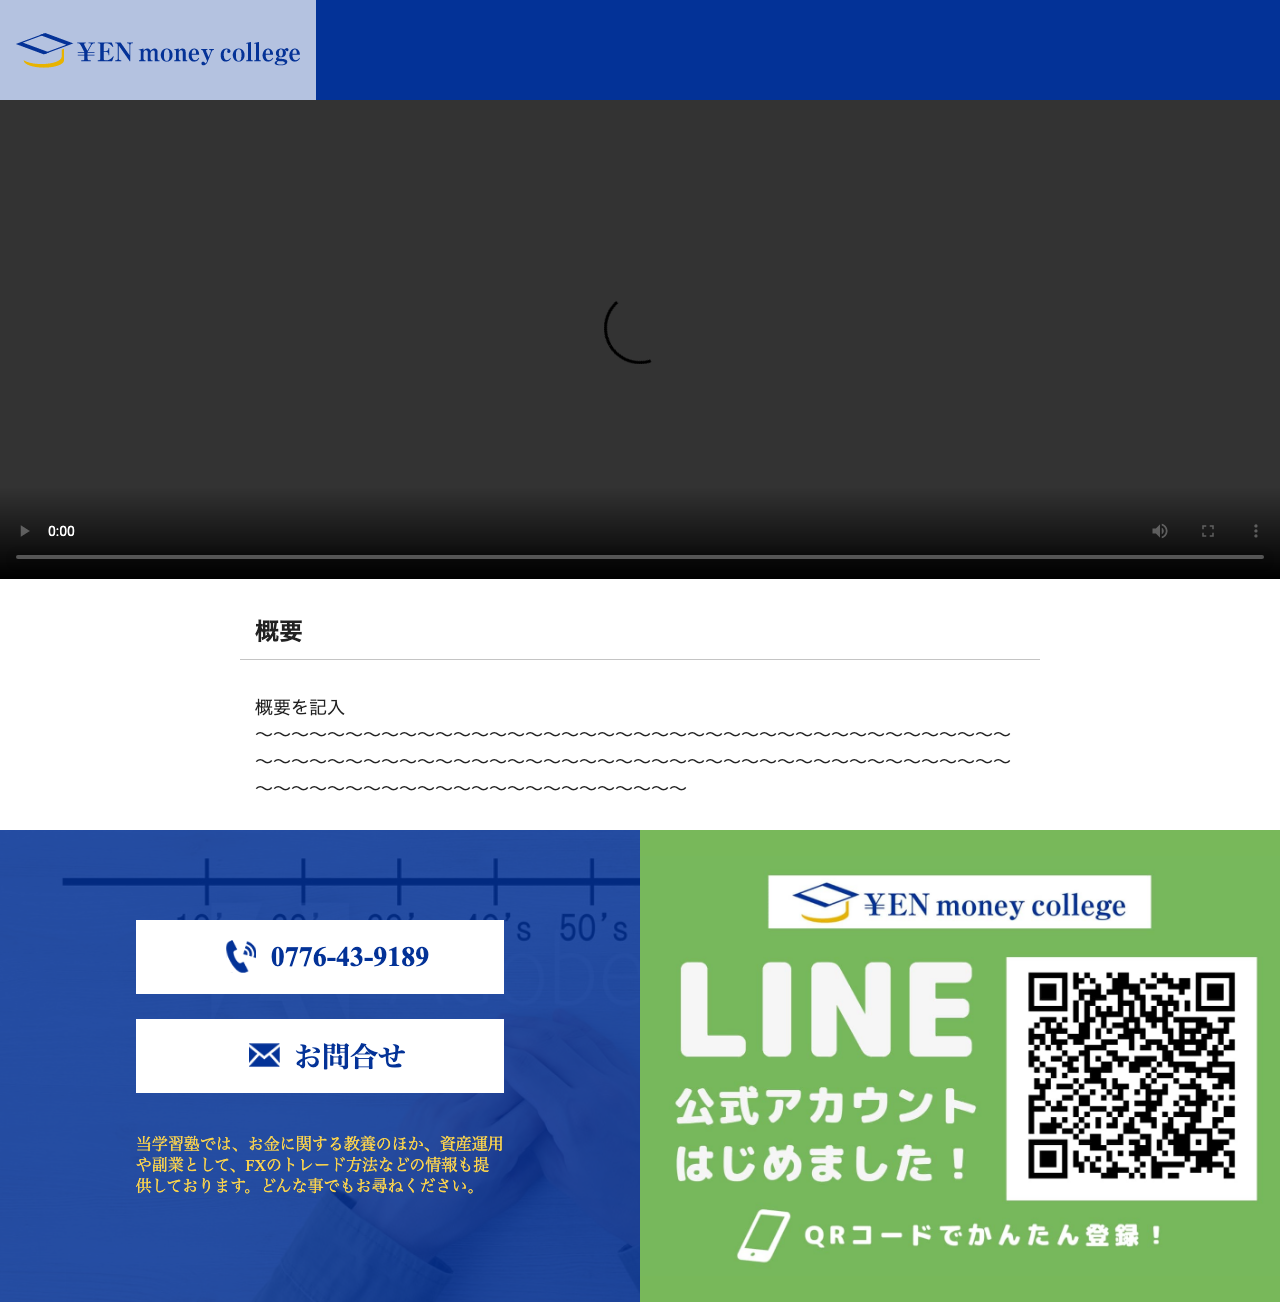 ¥EN money college
0:00
概要
概要を記入
〜〜〜〜〜〜〜〜〜〜〜〜〜〜〜〜〜〜〜〜〜〜〜〜〜〜〜〜〜〜〜〜〜〜〜〜〜〜〜〜〜〜
〜〜〜〜〜〜〜〜〜〜〜〜〜〜〜〜〜〜〜〜〜〜〜〜〜〜〜〜〜〜〜〜〜〜〜〜〜〜〜〜〜〜
〜〜〜〜〜〜〜〜〜〜〜〜〜〜〜〜〜〜〜〜〜〜〜〜
50's
0776-43-9189
お問合せ
当学習塾では、お金に関する教養のほか、資産運用
や副業として、FXのトレード方法などの情報も提
供しております。どんな事でもお尋ねください。
¥EN money college
LINE
公式アカウント
はじめました！
QRコードでかんたん登録！